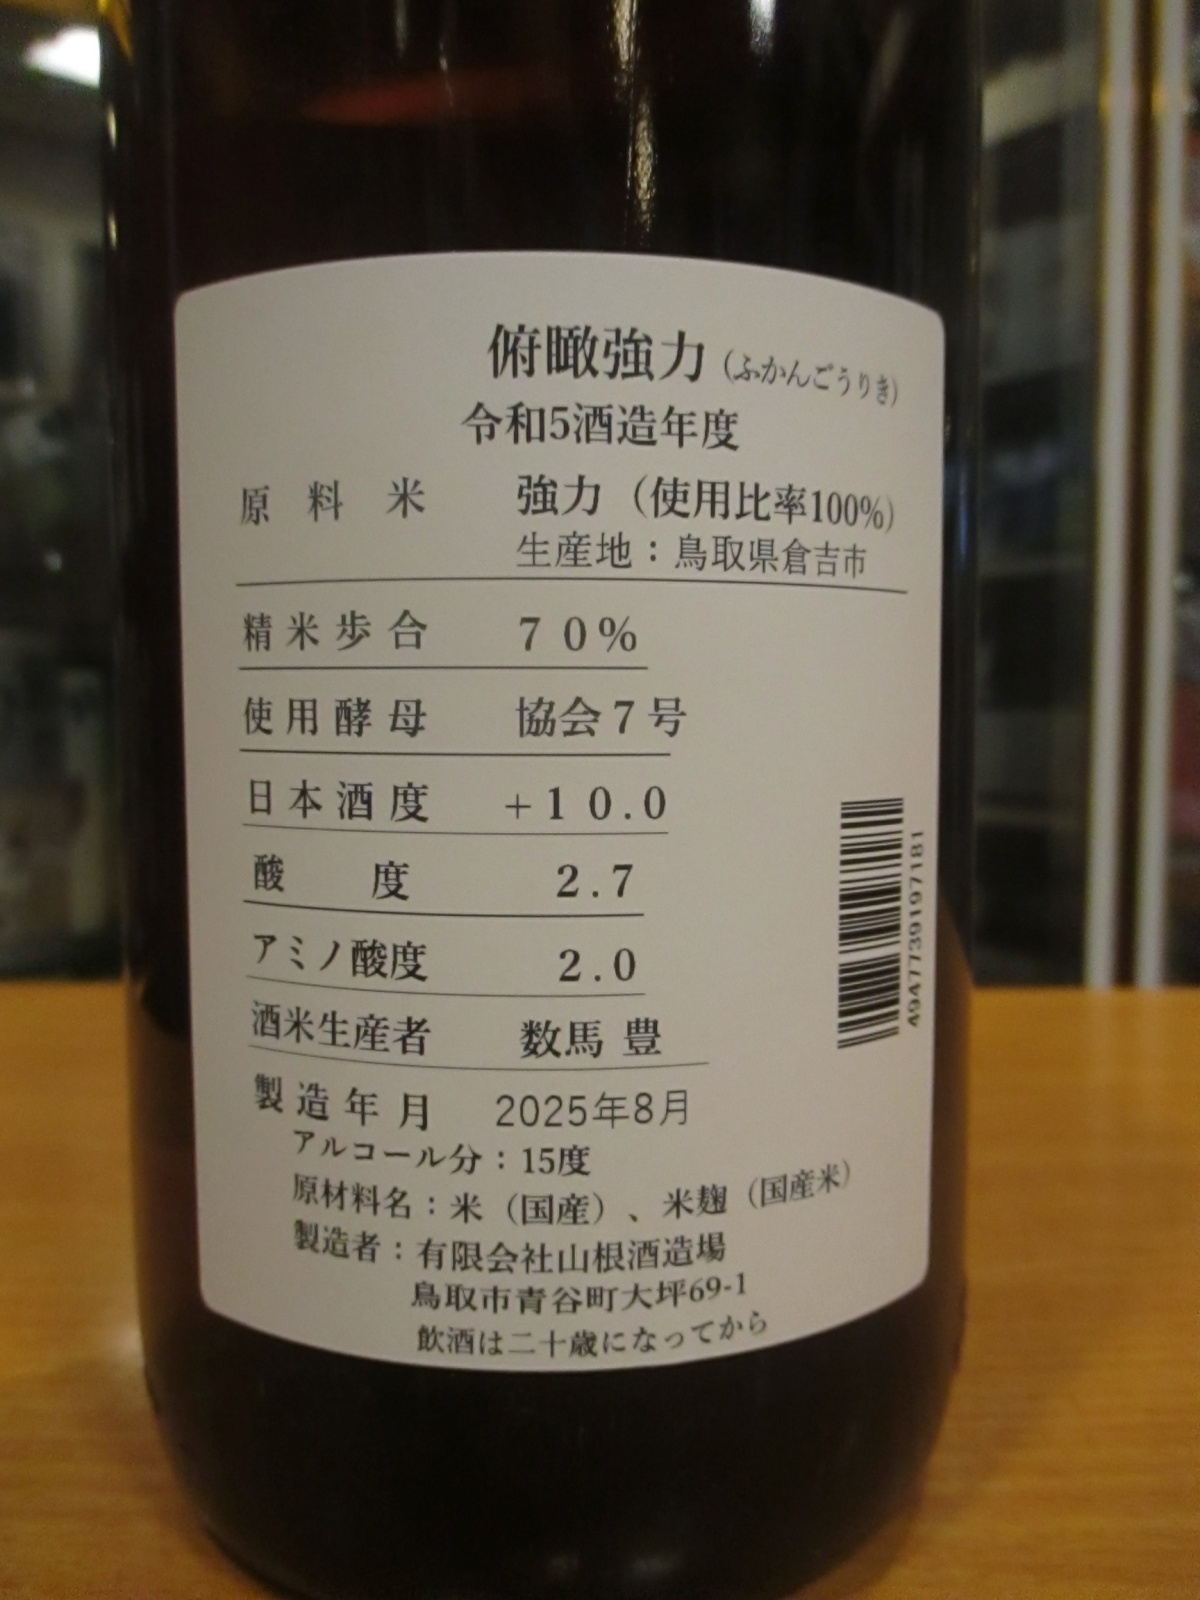 俯瞰強力（ふかんごうりき）
令和5酒造年度
原料米 強力（使用比率100%）
生産地：鳥取県倉吉市
精米歩合 70%
使用酵母 協会7号
日本酒度 +10.0
酸度 2.7
アミノ酸度 2.0
酒米生産者 数馬 豊
製造年月 2025年8月
アルコール分：15度
原材料名：米（国産）、米麹（国産米）
製造者：有限会社山根酒造場
鳥取市青谷町大坪69-1
飲酒は二十歳になってから
4947739197181